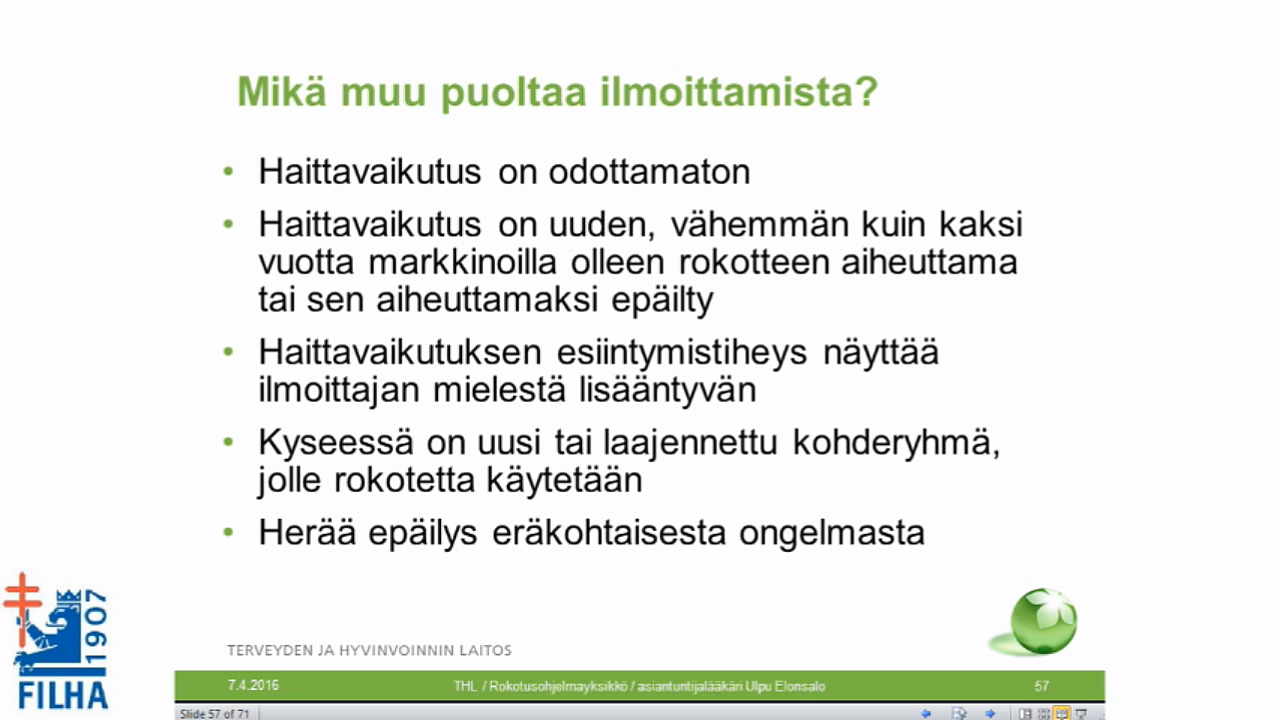 Mikä muu puoltaa ilmoittamista?
• Haittavaikutus on odottamaton
• Haittavaikutus on uuden, vähemmän kuin kaksi
vuotta markkinoilla olleen rokotteen aiheuttama
tai sen aiheuttamaksi epäilty
• Haittavaikutuksen esiintymistiheys näyttää
ilmoittajan mielestä lisääntyvän
• Kyseessä on uusi tai laajennettu kohderyhmä,
jolle rokotetta käytetään
• Herää epäilys eräkohtaisesta ongelmasta
1907
FILHA
TERVEYDEN JA HYVINVOINNIN LAITOS
7.4.2016 THL / Rokotusohjelmayksikkö / asiantuntijalääkäri Ulpu Elonsalo 57
Slide 57 of 71